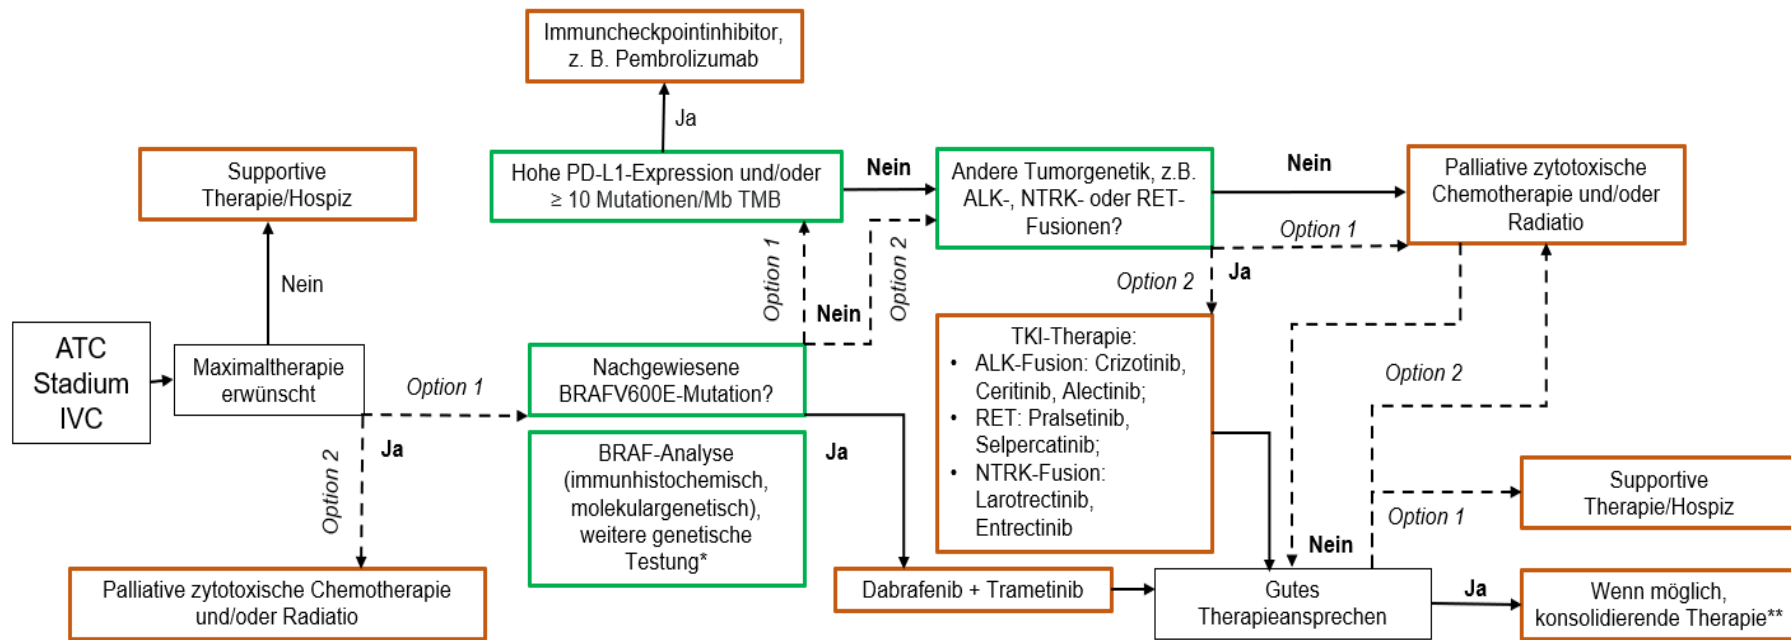 Immuncheckpointinhibitor,
z. B. Pembrolizumab
Ja
Supportive
Therapie/Hospiz
Hohe PD-L1-Expression und/oder
≥ 10 Mutationen/Mb TMB
Nein
Andere Tumorgenetik, z.B.
ALK-, NTRK- oder RET-
Fusionen?
Nein
Palliative zytotoxische
Chemotherapie und/oder
Radiatio
Option 1
Option 2
Ja
Nein
Option 1
Nein
Option 2
ATC
Stadium
IVC
Maximaltherapie
erwünscht
Option 1
Ja
Option 2
Nachgewiesene
BRAFV600E-Mutation?
Ja
BRAF-Analyse
(immunhistochemisch,
molekulargenetisch),
weitere genetische
Testung*
TKI-Therapie:
• ALK-Fusion: Crizotinib,
Ceritinib, Alectinib;
• RET: Pralsetinib,
Selpercatinib;
• NTRK-Fusion:
Larotrectinib,
Entrectinib
Option 2
Option 1
Nein
Supportive
Therapie/Hospiz
Palliative zytotoxische Chemotherapie
und/oder Radiatio
Dabrafenib + Trametinib
Gutes
Therapieansprechen
Ja
Wenn möglich,
konsolidierende Therapie**